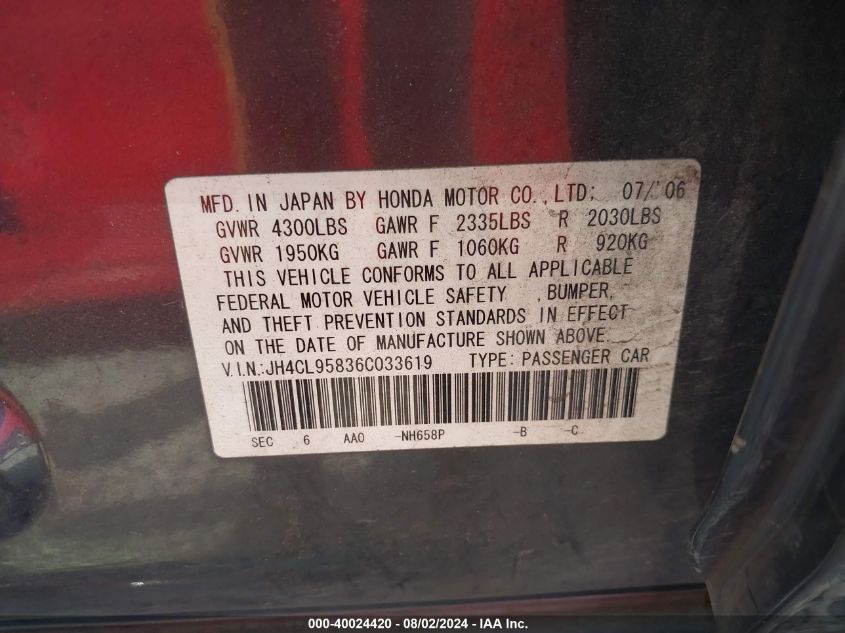 MFD. IN JAPAN BY HONDA MOTOR CO., LTD: 07/'06
GVWR 4300LBS GAWR F 2335LBS R 2030LBS
GVWR 1950KG GAWR F 1060KG R 920KG
THIS VEHICLE CONFORMS TO ALL APPLICABLE
FEDERAL MOTOR VEHICLE SAFETY , BUMPER,
AND THEFT PREVENTION STANDARDS IN EFFECT
ON THE DATE OF MANUFACTURE SHOWN ABOVE.
V.I.N.:JH4CL95836C033619 TYPE: PASSENGER CAR
SEC 6 AAO -NH658P -B -C
000-40024420 - 08/02/2024 - IAA Inc.